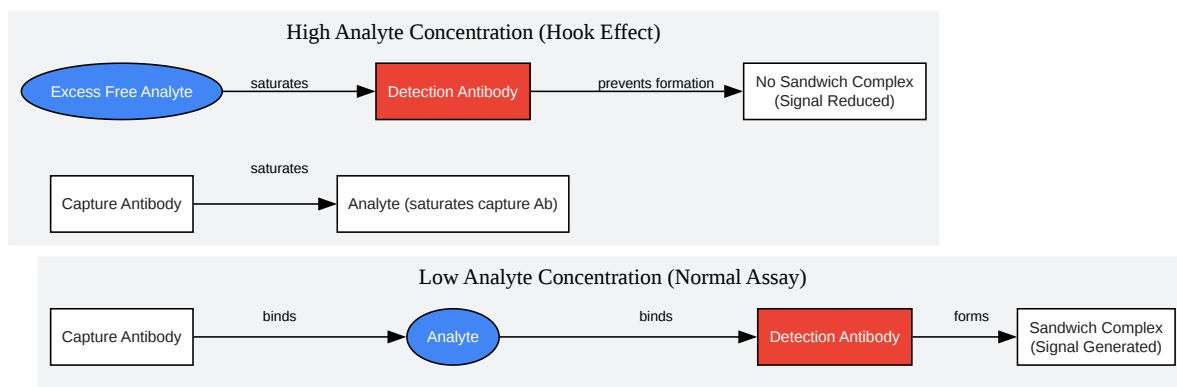 High Analyte Concentration (Hook Effect)
Excess Free Analyte
saturates
Detection Antibody
prevents formation
No Sandwich Complex
(Signal Reduced)
Capture Antibody
saturates
Analyte (saturates capture Ab)
Low Analyte Concentration (Normal Assay)
Capture Antibody
binds
Analyte
binds
Detection Antibody
forms
Sandwich Complex
(Signal Generated)